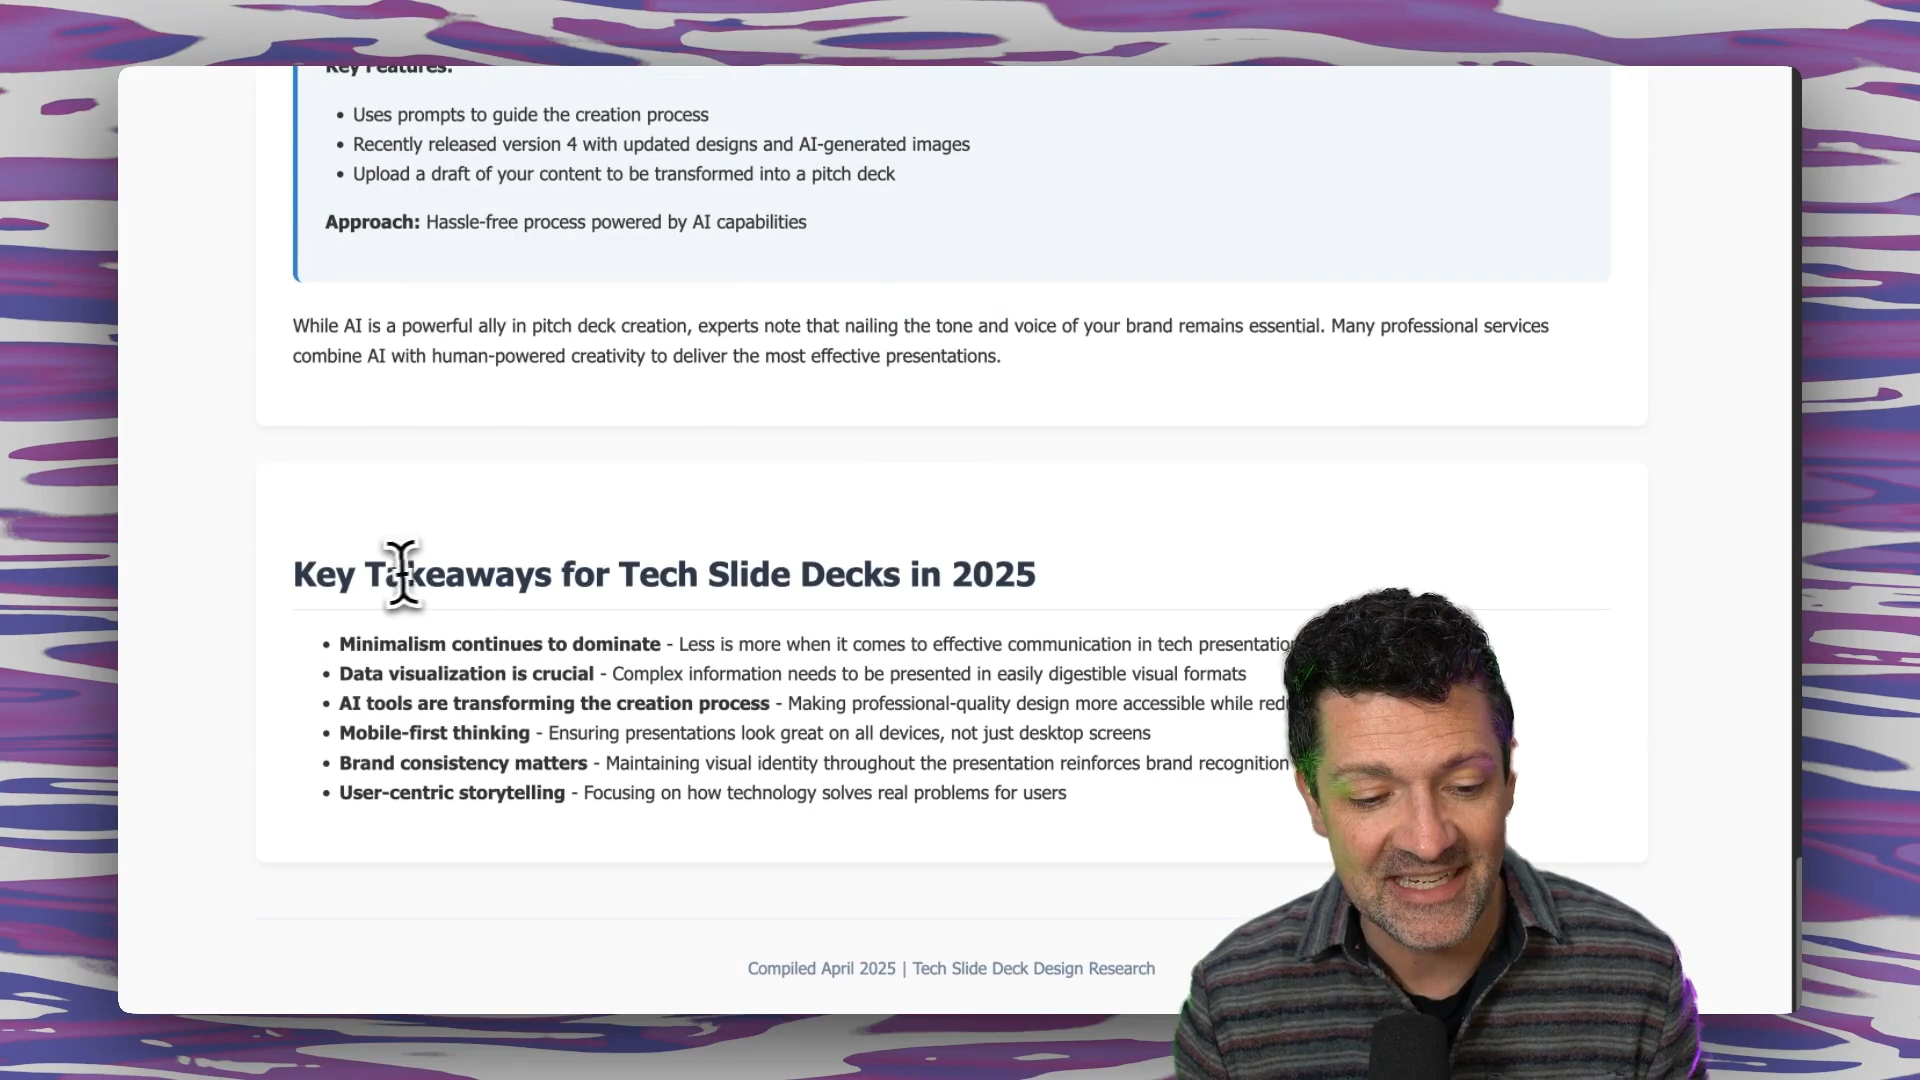 Key Features:
• Uses prompts to guide the creation process
• Recently released version 4 with updated designs and AI-generated images
• Upload a draft of your content to be transformed into a pitch deck
Approach: Hassle-free process powered by AI capabilities
While AI is a powerful ally in pitch deck creation, experts note that nailing the tone and voice of your brand remains essential. Many professional services
combine AI with human-powered creativity to deliver the most effective presentations.
Key Takeaways for Tech Slide Decks in 2025
• Minimalism continues to dominate - Less is more when it comes to effective communication in tech
• Data visualization is crucial - Complex information needs to be presented in easily digestible visual formats
• AI tools are transforming the creation process - Making professional-quality design more accessible while
• Mobile-first thinking - Ensuring presentations look great on all devices, not just desktop screens
• Brand consistency matters - Maintaining visual identity throughout the presentation reinforces brand recognition
• User-centric storytelling - Focusing on how technology solves real problems for users
Compiled April 2025 | Tech Slide Deck Design Research